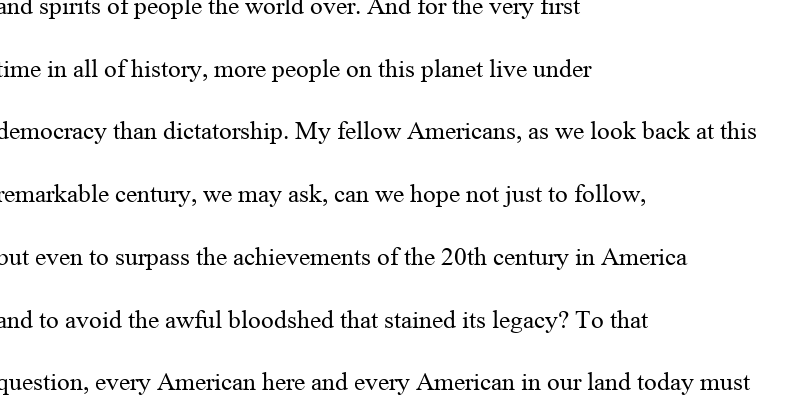 and spirits of people the world over. And for the very first
time in all of history, more people on this planet live under
democracy than dictatorship. My fellow Americans, as we look back at this
remarkable century, we may ask, can we hope not just to follow,
but even to surpass the achievements of the 20th century in America
and to avoid the awful bloodshed that stained its legacy? To that
question, every American here and every American in our land today must